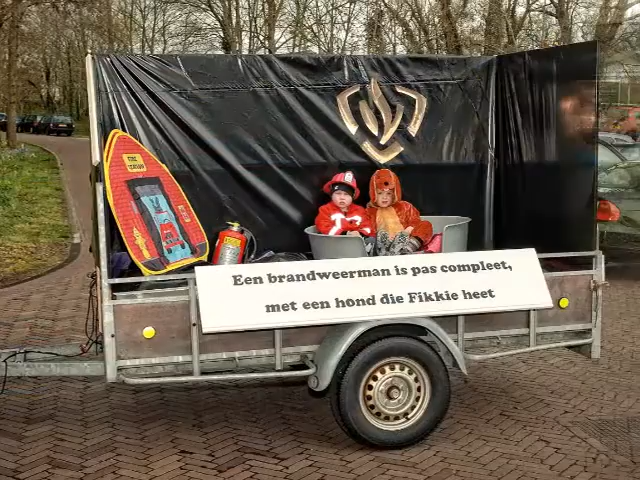 Een brandweerman is pas compleet,
met een hond die Fikkie heet